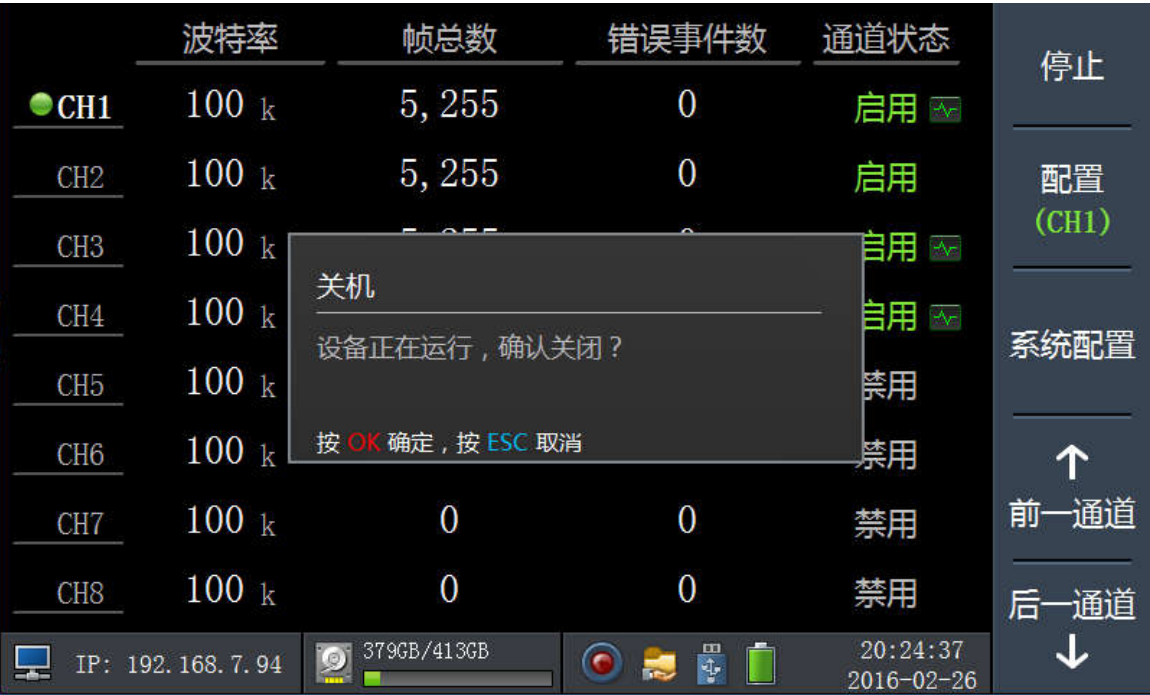 波特率 帧总数 错误事件数 通道状态
CH1 100 k 5,255 0 启用
CH2 100 k 5,255 0 启用
CH3 100 k 启用
CH4 100 k 启用
CH5 100 k 禁用
CH6 100 k 禁用
CH7 100 k 0 0 禁用
CH8 100 k 0 0 禁用
关机
设备正在运行，确认关闭？
按 OK 确定，按 ESC 取消
停止
配置
(CH1)
系统配置
↑
前一通道
后一通道
↓
IP: 192.168.7.94
379GB/413GB
20:24:37
2016-02-26